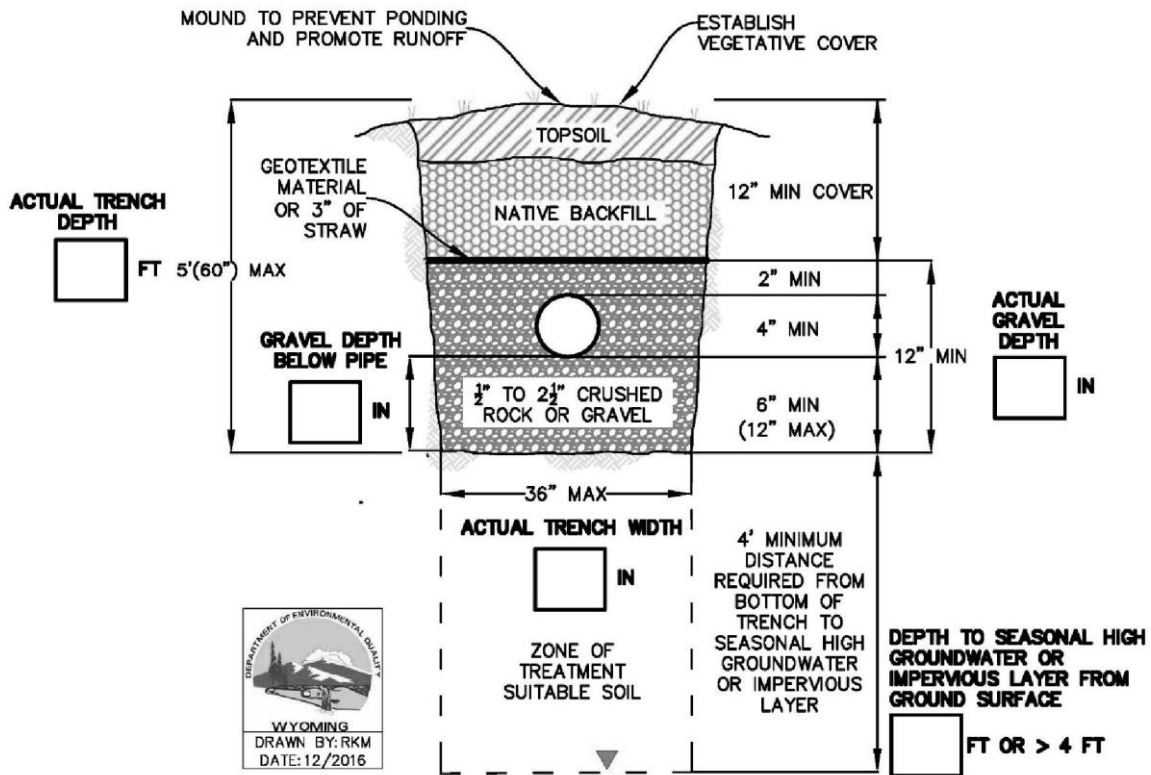 MOUND TO PREVENT PONDING
AND PROMOTE RUNOFF
ESTABLISH
VEGETATIVE COVER
TOPSOIL
GEOTEXTILE
MATERIAL
OR 3" OF
STRAW
NATIVE BACKFILL
12" MIN COVER
ACTUAL TRENCH
DEPTH
FT 5'(60") MAX
2" MIN
4" MIN
12" MIN
ACTUAL
GRAVEL
DEPTH
IN
GRAVEL DEPTH
BELOW PIPE
IN
½" TO 2½" CRUSHED
ROCK OR GRAVEL
6" MIN
(12" MAX)
36" MAX
ACTUAL TRENCH WIDTH
IN
4' MINIMUM
DISTANCE
REQUIRED FROM
BOTTOM OF
TRENCH TO
SEASONAL HIGH
GROUNDWATER
OR IMPERVIOUS
LAYER
ZONE OF
TREATMENT
SUITABLE SOIL
DEPTH TO SEASONAL HIGH
GROUNDWATER OR
IMPERVIOUS LAYER FROM
GROUND SURFACE
FT OR > 4 FT
DEPARTMENT OF ENVIRONMENTAL QUALITY
WYOMING
DRAWN BY: RKM
DATE: 12/2016